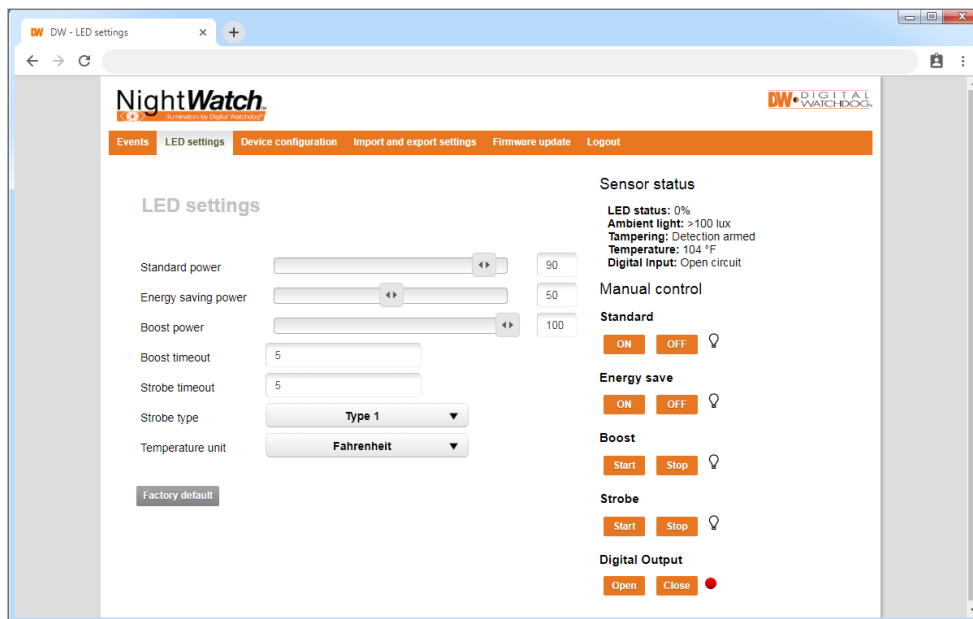 DW - LED settings
NightWatch™
Illuminators by Digital Watchdog®
DW DIGITAL WATCHDOG®
Events LED settings Device configuration Import and export settings Firmware update Logout
LED settings
Standard power 90
Energy saving power 50
Boost power 100
Boost timeout 5
Strobe timeout 5
Strobe type Type 1
Temperature unit Fahrenheit
Factory default
Sensor status
LED status: 0%
Ambient light: >100 lux
Tampering: Detection armed
Temperature: 104 °F
Digital Input: Open circuit
Manual control
Standard
ON OFF
Energy save
ON OFF
Boost
Start Stop
Strobe
Start Stop
Digital Output
Open Close